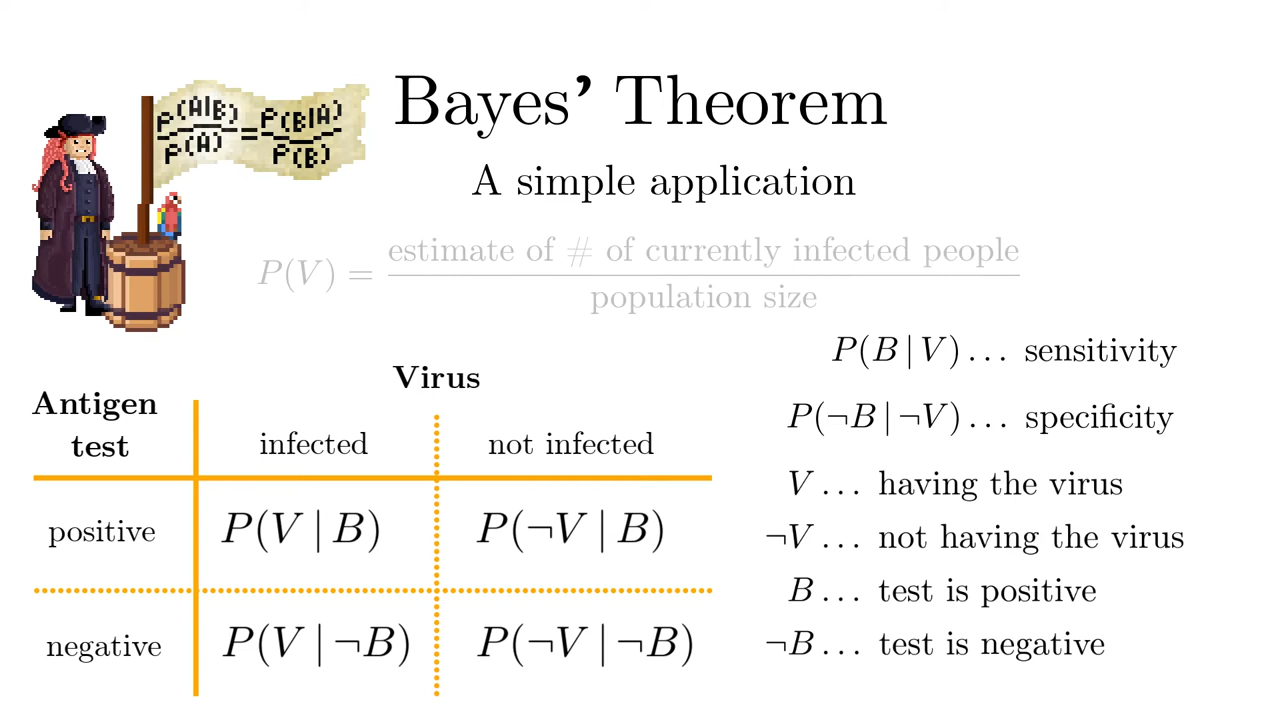 Bayes’ Theorem
P(A|B)/P(A) = P(B|A)/P(B)
A simple application
P(V) = estimate of # of currently infected people
population size
P(B | V) ... sensitivity
P(¬B | ¬V) ... specificity
V ... having the virus
¬V ... not having the virus
B ... test is positive
¬B ... test is negative
Virus
Antigen
test
infected not infected
positive P(V | B) P(¬V | B)
negative P(V | ¬B) P(¬V | ¬B)